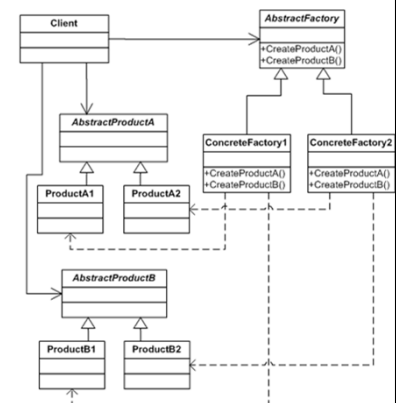 Client
AbstractFactory
+CreateProductA()
+CreateProductB()
AbstractProductA
ConcreteFactory1
+CreateProductA()
+CreateProductB()
ConcreteFactory2
+CreateProductA()
+CreateProductB()
ProductA1
ProductA2
AbstractProductB
ProductB1
ProductB2